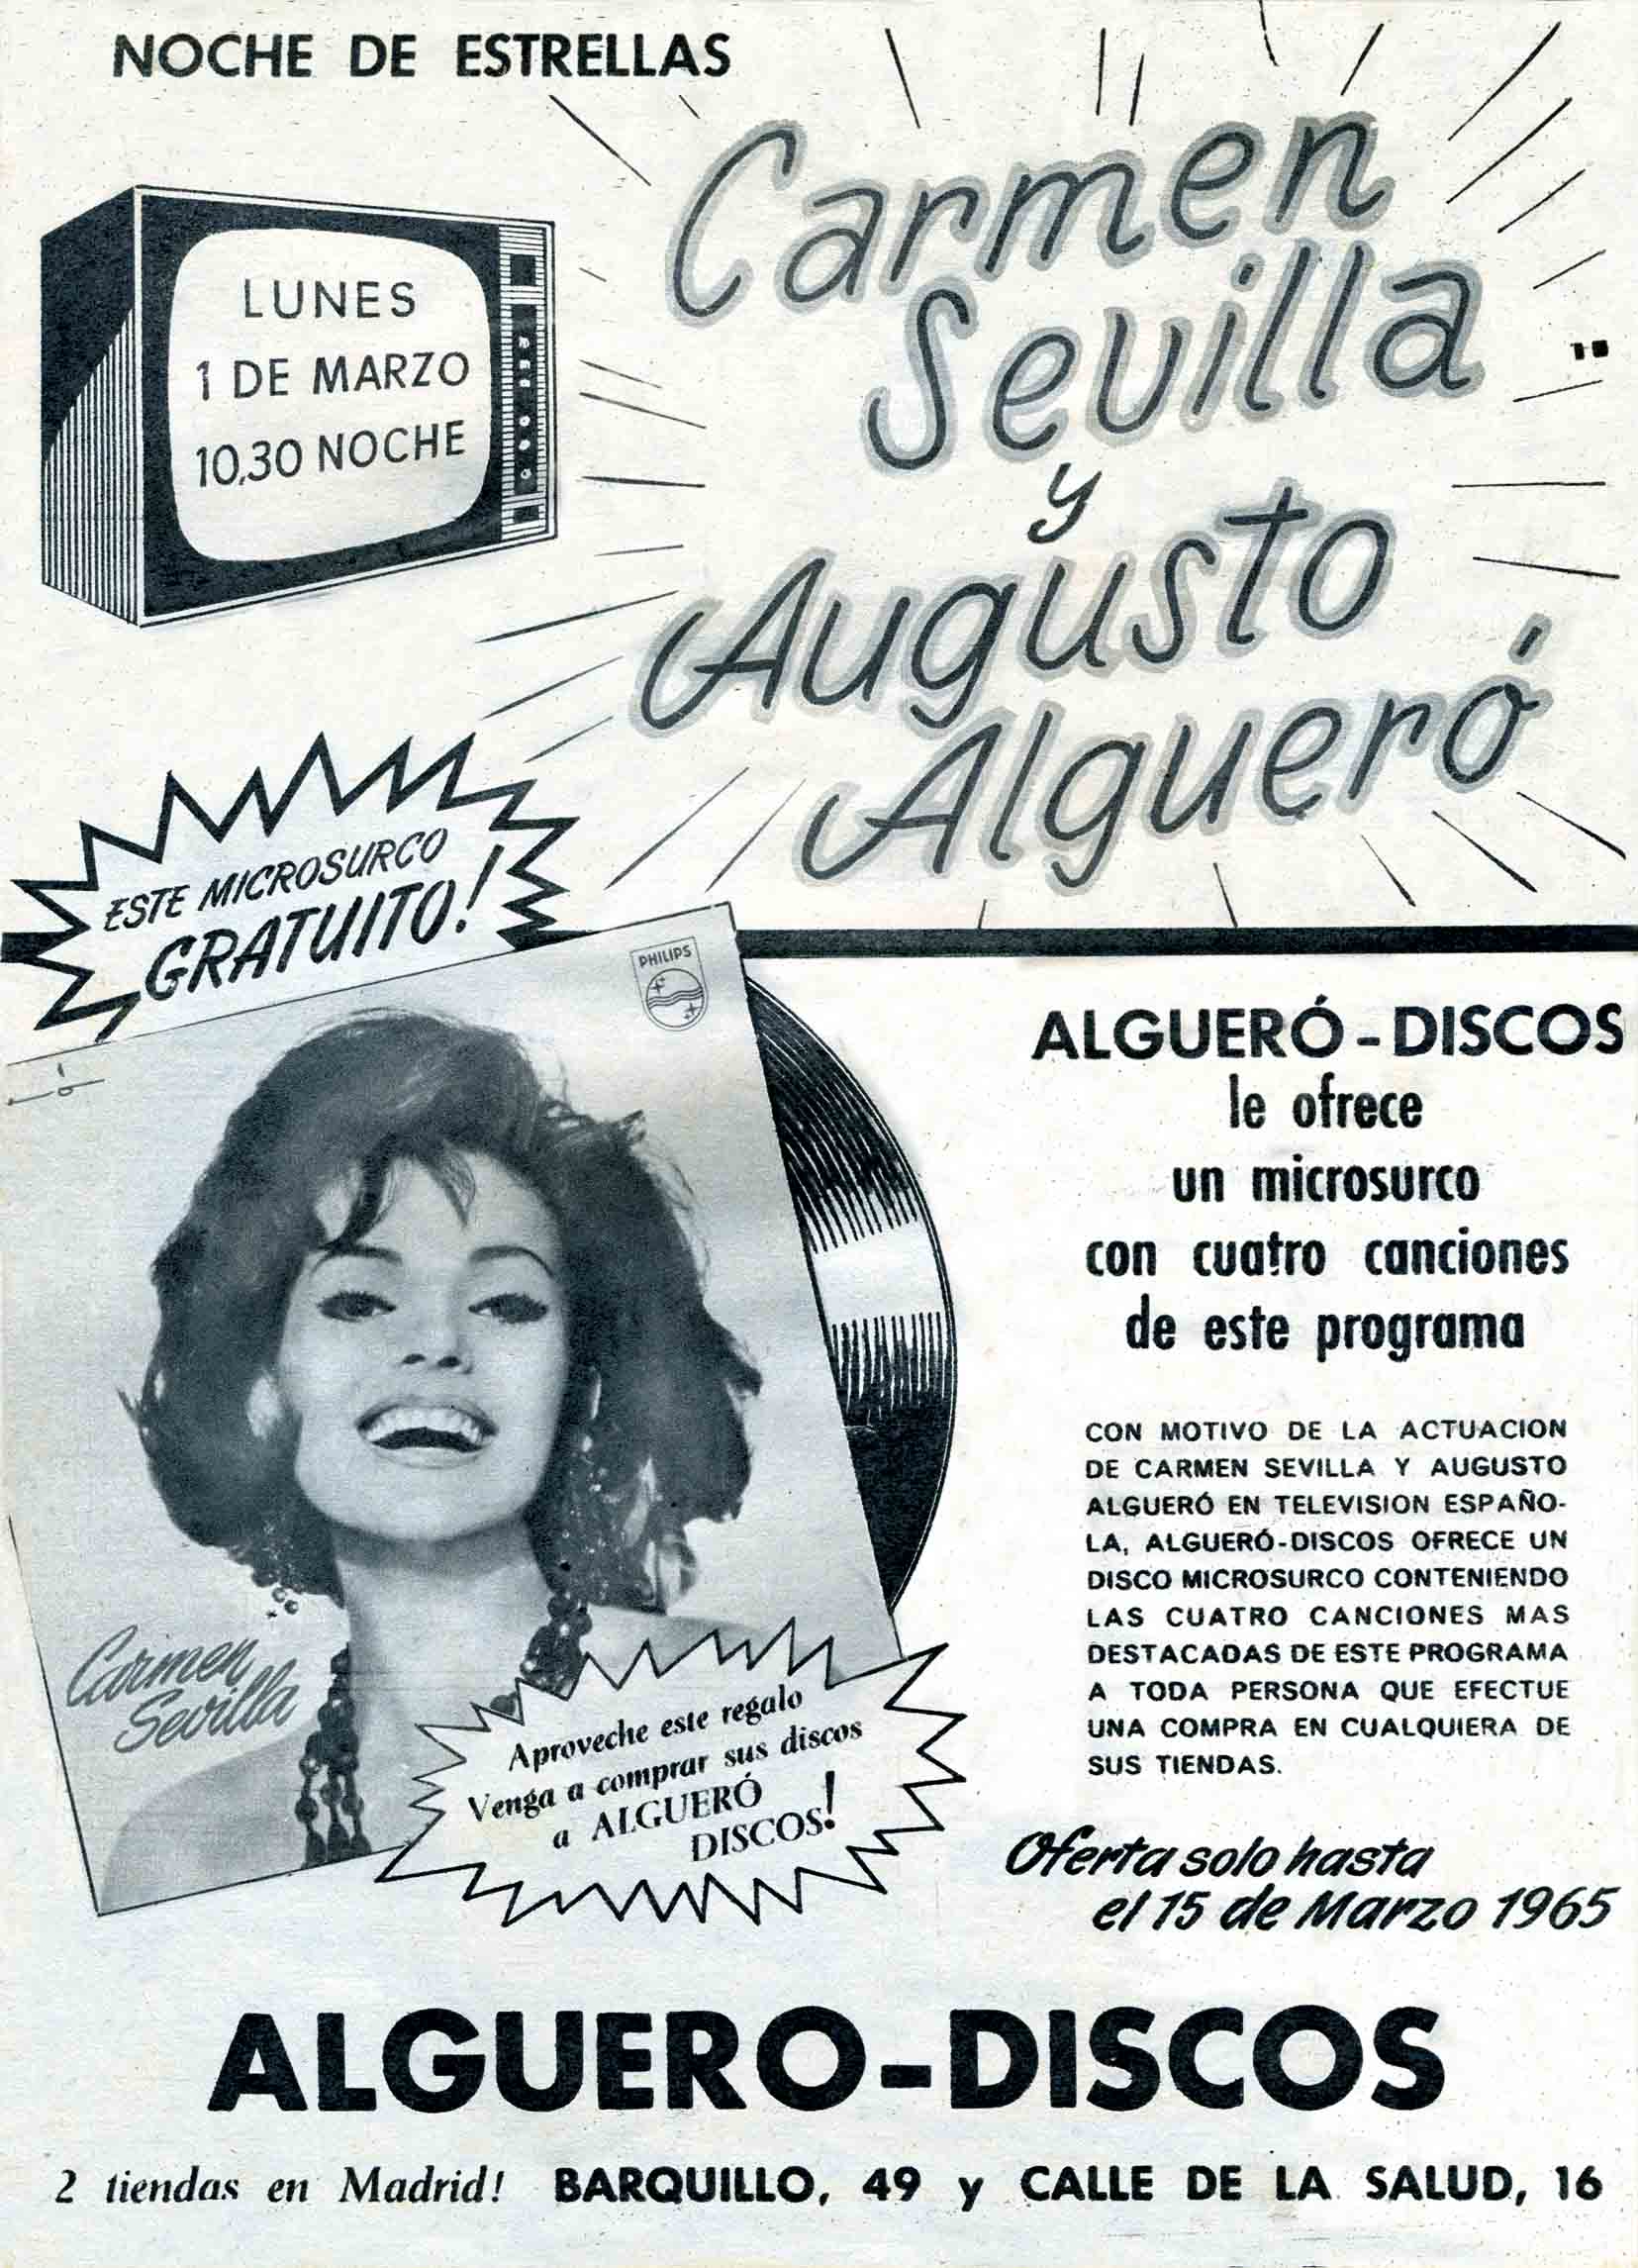 NOCHE DE ESTRELLAS
LUNES
1 DE MARZO
10,30 NOCHE
Carmen
Sevilla
y
Augusto
Algueró
ESTE MICROSURCO
GRATUITO!
PHILIPS
Carmen
Sevilla
Aproveche este regalo
Venga a comprar sus discos
a ALGUERÓ
DISCOS!
ALGUERÓ-DISCOS
le ofrece
un microsurco
con cuatro canciones
de este programa
CON MOTIVO DE LA ACTUACION
DE CARMEN SEVILLA Y AUGUSTO
ALGUERÓ EN TELEVISION ESPAÑO-
LA, ALGUERÓ-DISCOS OFRECE UN
DISCO MICROSURCO CONTENIENDO
LAS CUATRO CANCIONES MAS
DESTACADAS DE ESTE PROGRAMA
A TODA PERSONA QUE EFECTUE
UNA COMPRA EN CUALQUIERA DE
SUS TIENDAS.
Oferta solo hasta
el 15 de Marzo 1965
ALGUERO-DISCOS
2 tiendas en Madrid! BARQUILLO, 49 y CALLE DE LA SALUD, 16